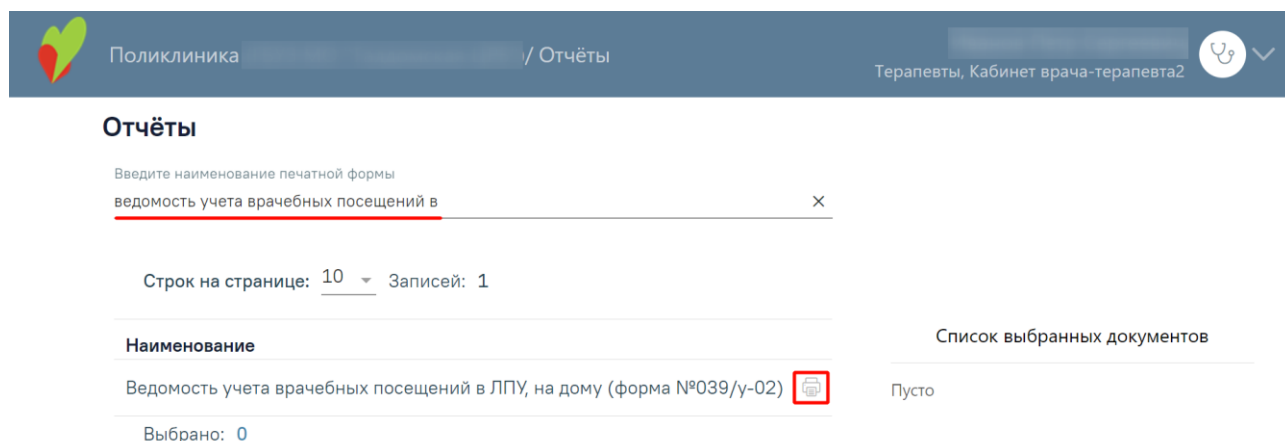 Поликлиника / Отчёты
Терапевты, Кабинет врача-терапевта2
Отчёты
Введите наименование печатной формы
ведомость учета врачебных посещений в
Строк на странице: 10 Записей: 1
Наименование
Ведомость учета врачебных посещений в ЛПУ, на дому (форма №039/у-02)
Выбрано: 0
Список выбранных документов
Пусто